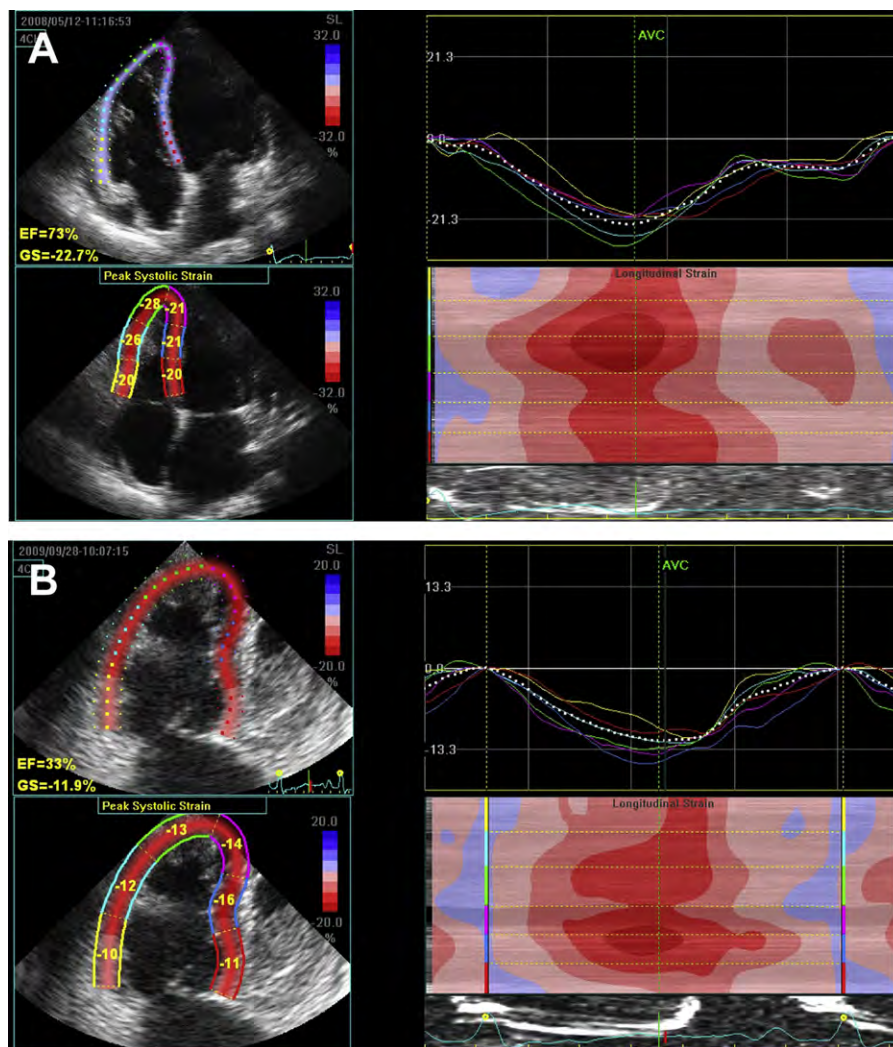 2008/05/12-11:16:53
4CH
A
SL
32.0
-32.0
%
EF=73%
GS=-22.7%
AVC
21.3
0.0
-21.3
Peak Systolic Strain
32.0
-32.0
%
-28
-21
-26
-21
-20
-20
Longitudinal Strain
2009/09/28-10:07:15
4CH
B
SL
20.0
-20.0
%
EF=33%
GS=-11.9%
AVC
13.3
0.0
-13.3
Peak Systolic Strain
20.0
-20.0
%
-13
-14
-12
-16
-10
-11
Longitudinal Strain